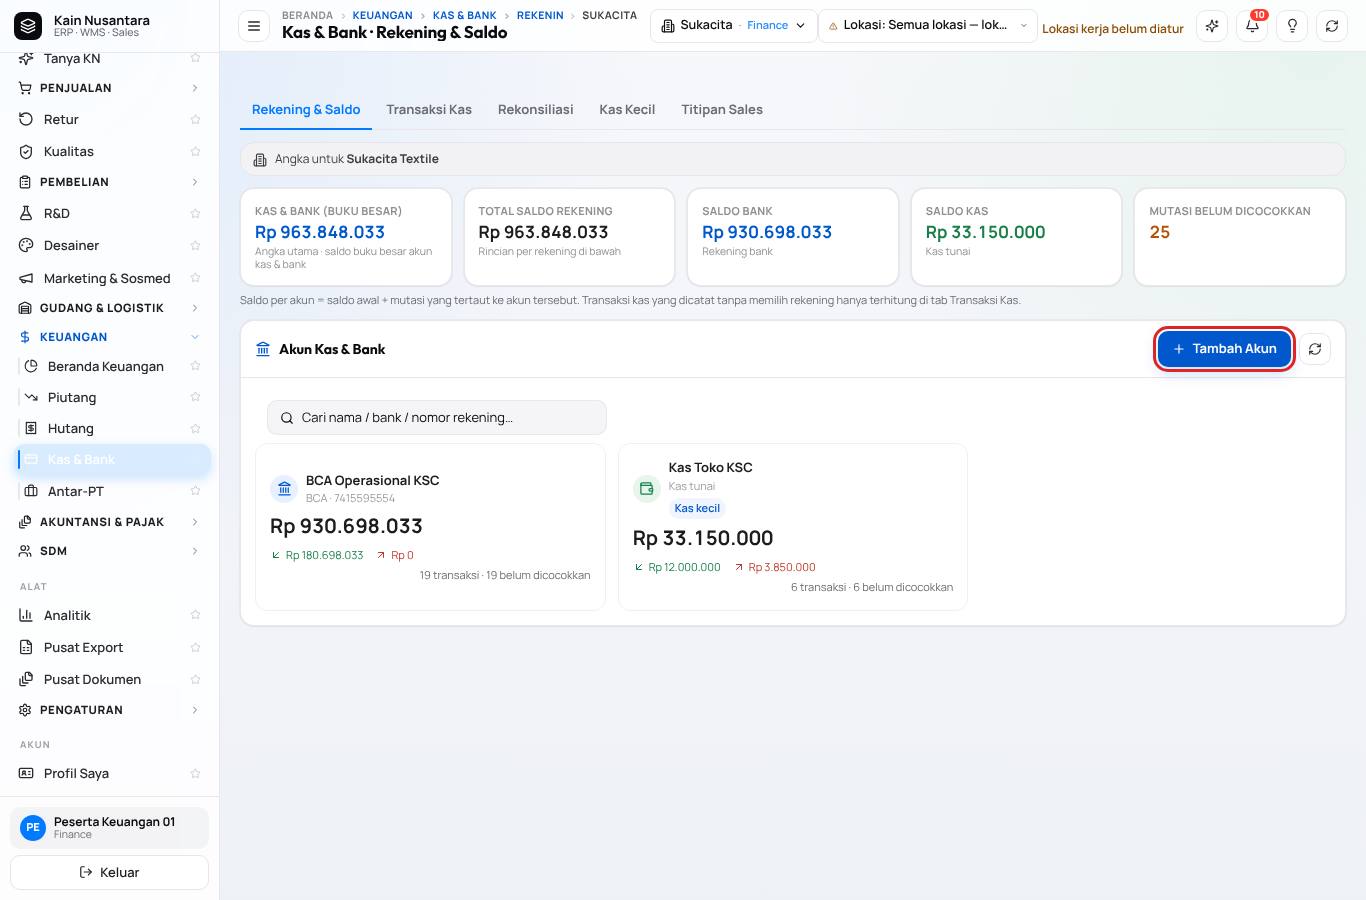 Kain Nusantara
ERP · WMS · Sales
Tanya KN
PENJUALAN
Retur
Kualitas
PEMBELIAN
R&D
Desainer
Marketing & Sosmed
GUDANG & LOGISTIK
KEUANGAN
Beranda Keuangan
Piutang
Hutang
Kas & Bank
Antar-PT
AKUNTANSI & PAJAK
SDM
ALAT
Analitik
Pusat Export
Pusat Dokumen
PENGATURAN
AKUN
Profil Saya
PE
Peserta Keuangan 01
Finance
Keluar
BERANDA › KEUANGAN › KAS & BANK › REKENIN › SUKACITA
Kas & Bank · Rekening & Saldo
Sukacita · Finance
Lokasi: Semua lokasi — lok...
Lokasi kerja belum diatur
10
Rekening & Saldo
Transaksi Kas
Rekonsiliasi
Kas Kecil
Titipan Sales
Angka untuk Sukacita Textile
KAS & BANK (BUKU BESAR)
Rp 963.848.033
Angka utama · saldo buku besar akun
kas & bank
TOTAL SALDO REKENING
Rp 963.848.033
Rincian per rekening di bawah
SALDO BANK
Rp 930.698.033
Rekening bank
SALDO KAS
Rp 33.150.000
Kas tunai
MUTASI BELUM DICOCOKKAN
25
Saldo per akun = saldo awal + mutasi yang tertaut ke akun tersebut. Transaksi kas yang dicatat tanpa memilih rekening hanya terhitung di tab Transaksi Kas.
Akun Kas & Bank
+ Tambah Akun
Cari nama / bank / nomor rekening...
BCA Operasional KSC
BCA · 7415595554
Rp 930.698.033
Rp 180.698.033
Rp 0
19 transaksi · 19 belum dicocokkan
Kas Toko KSC
Kas tunai
Kas kecil
Rp 33.150.000
Rp 12.000.000
Rp 3.850.000
6 transaksi · 6 belum dicocokkan